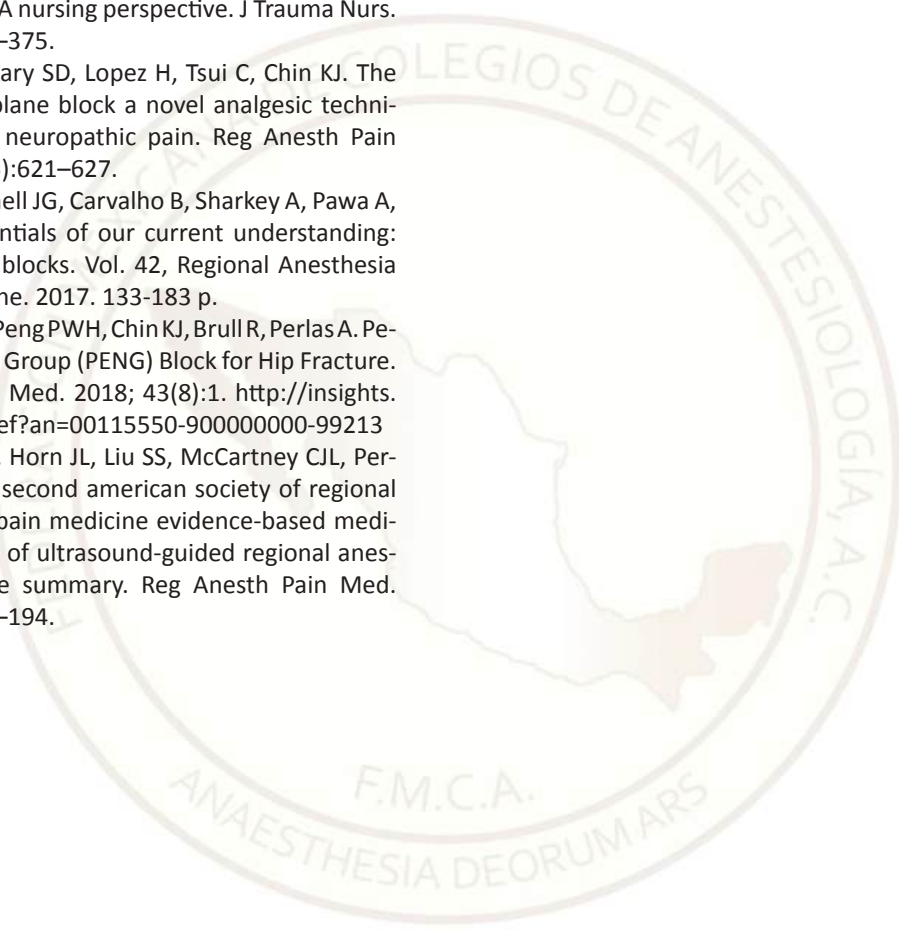 A nursing perspective. J Trauma Nurs.
–375.
ary SD, Lopez H, Tsui C, Chin KJ. The
plane block a novel analgesic techni-
neuropathic pain. Reg Anesth Pain
):621–627.
nell JG, Carvalho B, Sharkey A, Pawa A,
ntials of our current understanding:
blocks. Vol. 42, Regional Anesthesia
ne. 2017. 133-183 p.
Peng PWH, Chin KJ, Brull R, Perlas A. Pe-
Group (PENG) Block for Hip Fracture.
Med. 2018; 43(8):1. http://insights.
ef?an=00115550-900000000-99213
Horn JL, Liu SS, McCartney CJL, Per-
second american society of regional
pain medicine evidence-based medi-
of ultrasound-guided regional anes-
e summary. Reg Anesth Pain Med.
–194.
MEXICANA DE COLEGIOS DE ANESTESIOLOGÍA, A.C.
F.M.C.A.
ANAESTHESIA DEORUM ARS